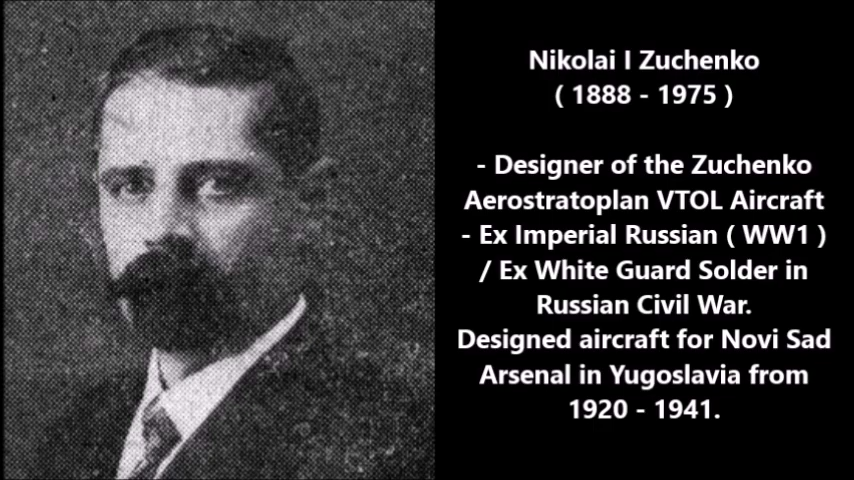 Nikolai I Zuchenko
( 1888 - 1975 )
- Designer of the Zuchenko
Aerostratoplan VTOL Aircraft
- Ex Imperial Russian ( WW1 )
/ Ex White Guard Solder in
Russian Civil War.
Designed aircraft for Novi Sad
Arsenal in Yugoslavia from
1920 - 1941.